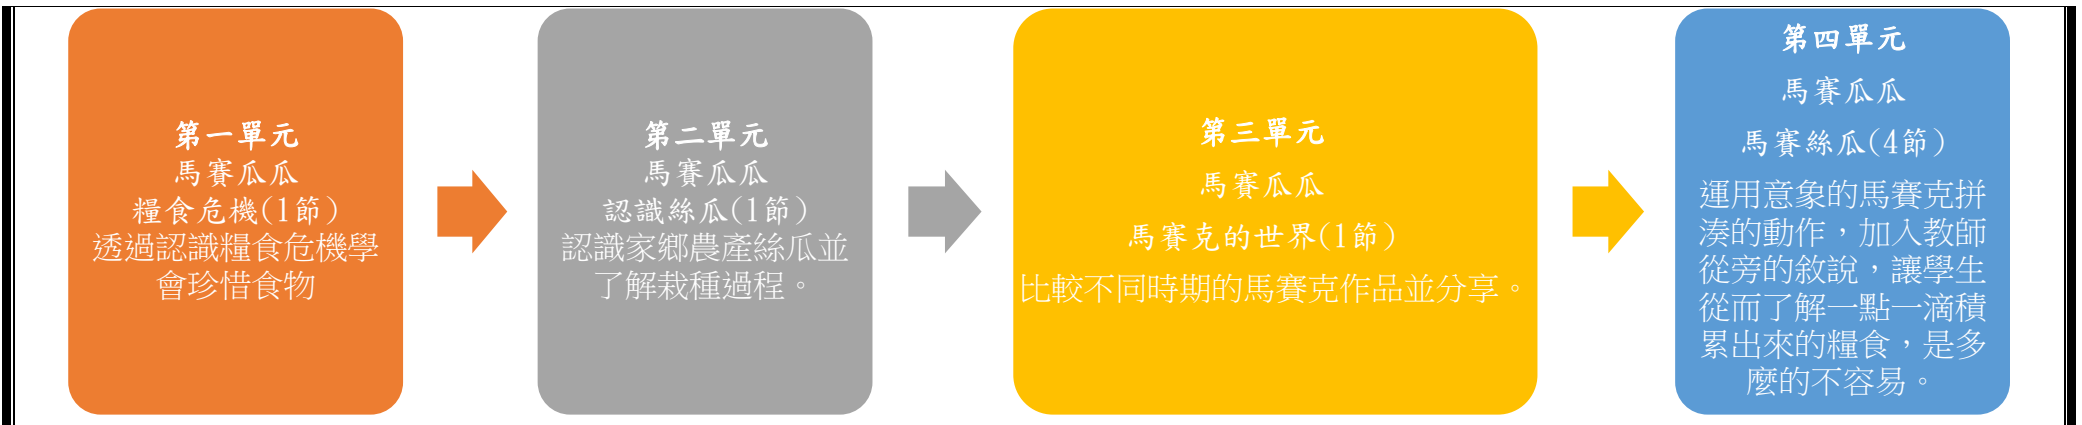 第一單元
馬賽瓜瓜
糧食危機(1節)
透過認識糧食危機學
會珍惜食物
第二單元
馬賽瓜瓜
認識絲瓜(1節)
認識家鄉農產絲瓜並
了解栽種過程。
第三單元
馬賽瓜瓜
馬賽克的世界(1節)
比較不同時期的馬賽克作品並分享。
第四單元
馬賽瓜瓜
馬賽絲瓜(4節)
運用意象的馬賽克拼
湊的動作，加入教師
從旁的敘說，讓學生
從而了解一點一滴積
累出來的糧食，是多
麼的不容易。